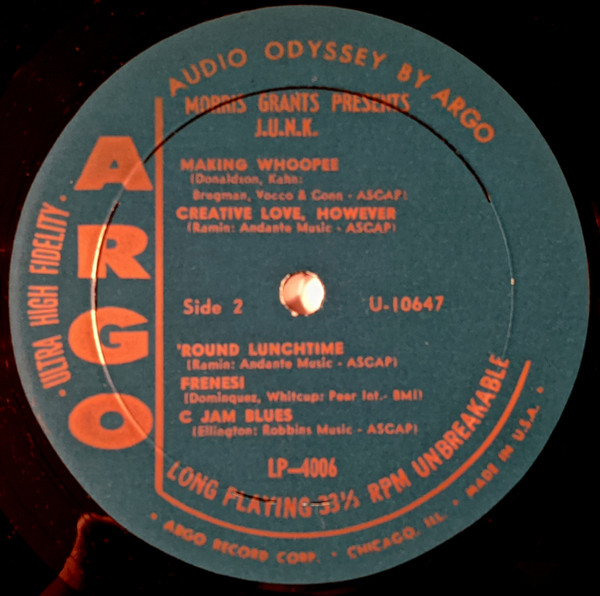 AUDIO ODYSSEY BY ARGO
MORRIS GRANTS PRESENTS
J.U.N.K.
ARGO
• ULTRA HIGH FIDELITY •
MAKING WHOOPEE
(Donaldson, Kahn:
Bregman, Vocco & Conn - ASCAP)
CREATIVE LOVE, HOWEVER
(Ramin: Andante Music - ASCAP)
Side 2
U-10647
'ROUND LUNCHTIME
(Ramin: Andante Music - ASCAP)
FRENESI
(Dominquez, Whitcup: Peer Int.- BMI)
C JAM BLUES
(Ellington: Robbins Music - ASCAP)
LP-4006
LONG PLAYING 33⅓ RPM UNBREAKABLE
• ARGO RECORD CORP. • CHICAGO, ILL. • MADE IN U.S.A. •